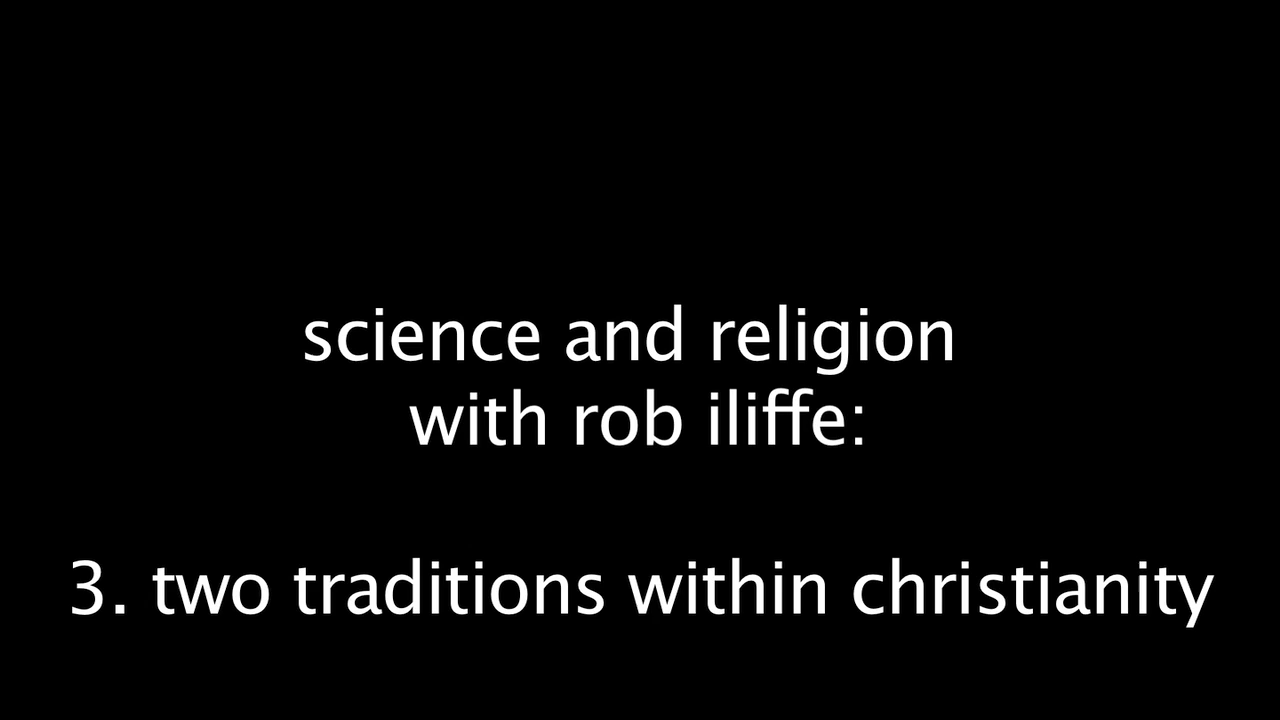 science and religion
with rob iliffe:
3. two traditions within christianity